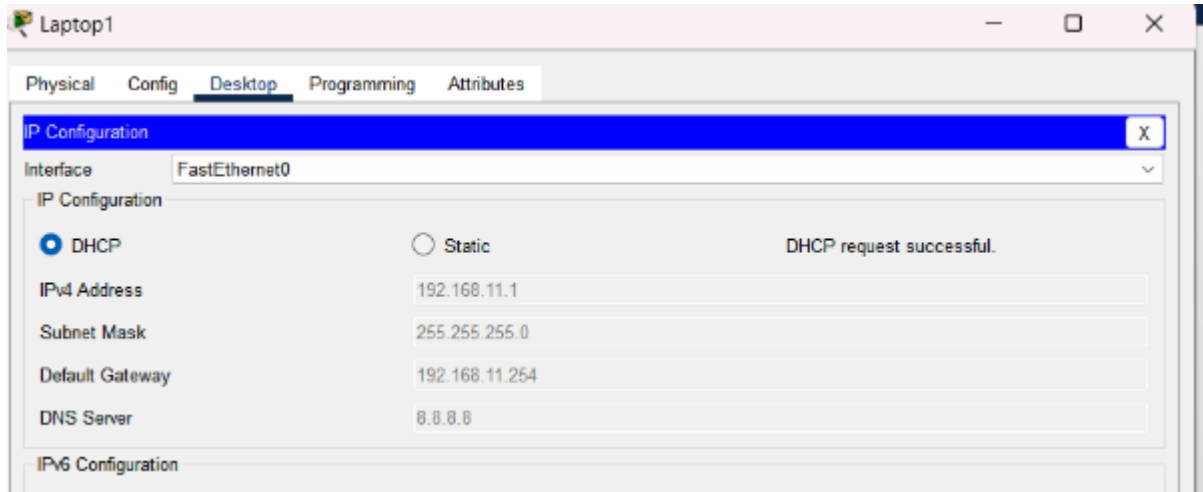 Laptop1
Physical Config Desktop Programming Attributes
IP Configuration X
Interface FastEthernet0
IP Configuration
DHCP Static DHCP request successful.
IPv4 Address 192.168.11.1
Subnet Mask 255.255.255.0
Default Gateway 192.168.11.254
DNS Server 8.8.8.8
IPv6 Configuration